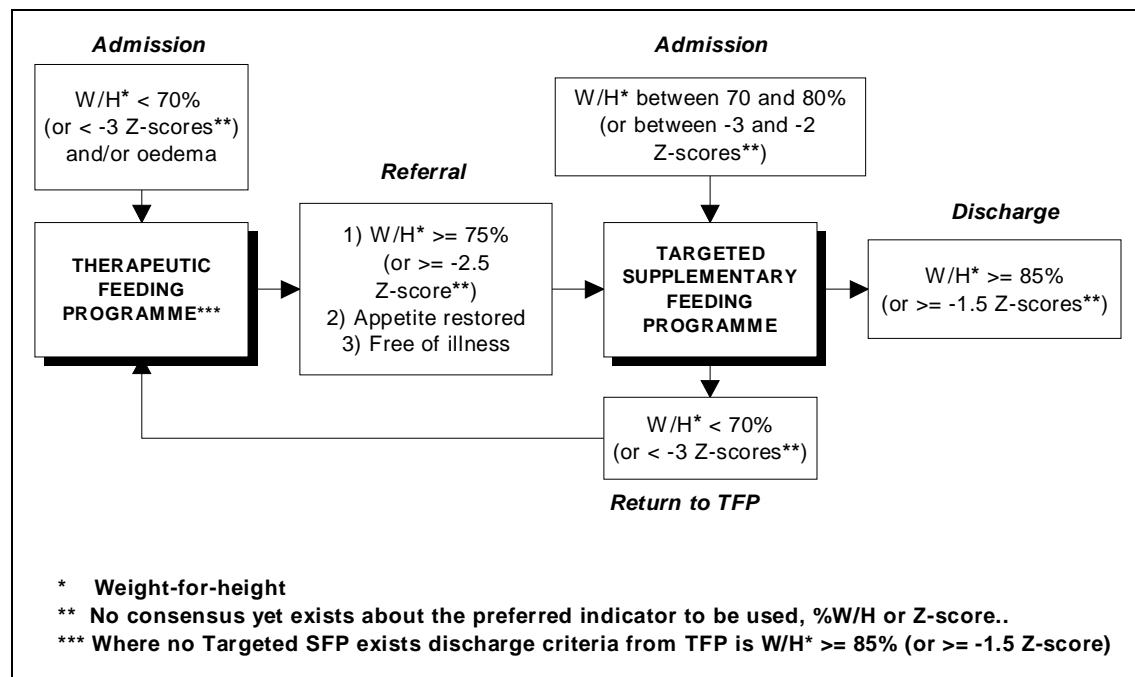 Admission
W/H* < 70%
(or < -3 Z-scores**)
and/or oedema
Admission
W/H* between 70 and 80%
(or between -3 and -2
Z-scores**)
THERAPEUTIC
FEEDING
PROGRAMME***
Referral
1) W/H* >= 75%
(or >= -2.5
Z-score**)
2) Appetite restored
3) Free of illness
TARGETED
SUPPLEMENTARY
FEEDING
PROGRAMME
Discharge
W/H* >= 85%
(or >= -1.5 Z-scores**)
W/H* < 70%
(or < -3 Z-scores**)
Return to TFP
* Weight-for-height
** No consensus yet exists about the preferred indicator to be used, %W/H or Z-score..
*** Where no Targeted SFP exists discharge criteria from TFP is W/H* >= 85% (or >= -1.5 Z-score)